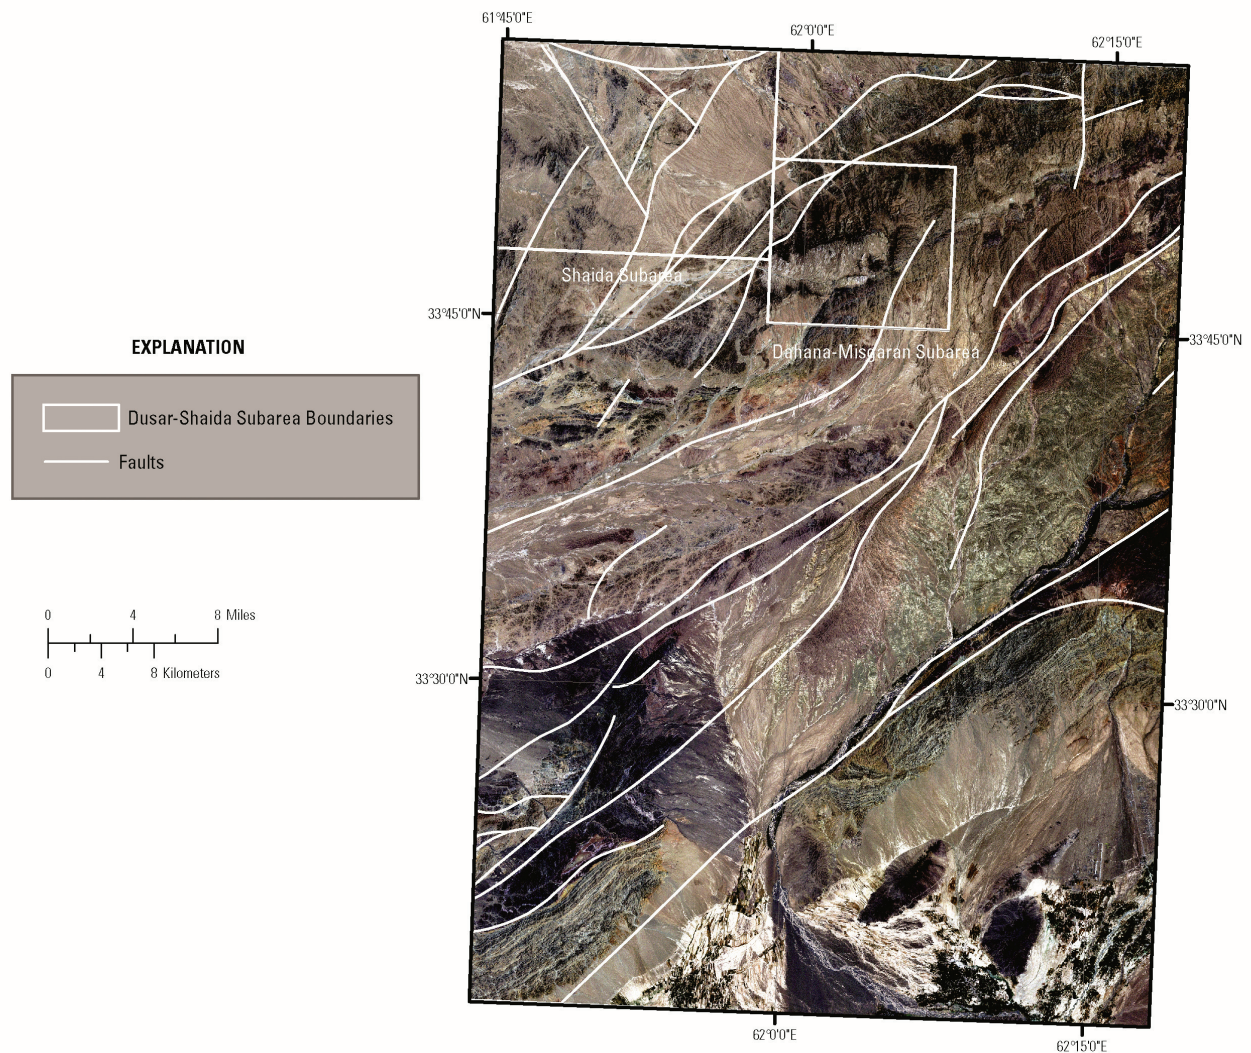 61°45'0"E
62°0'0"E
62°15'0"E
Shaida Subarea
33°45'0"N
33°45'0"N
EXPLANATION
Dahana-Misgaran Subarea
Dusar-Shaida Subarea Boundaries
Faults
0 4 8 Miles
0 4 8 Kilometers
33°30'0"N
33°30'0"N
62°0'0"E
62°15'0"E